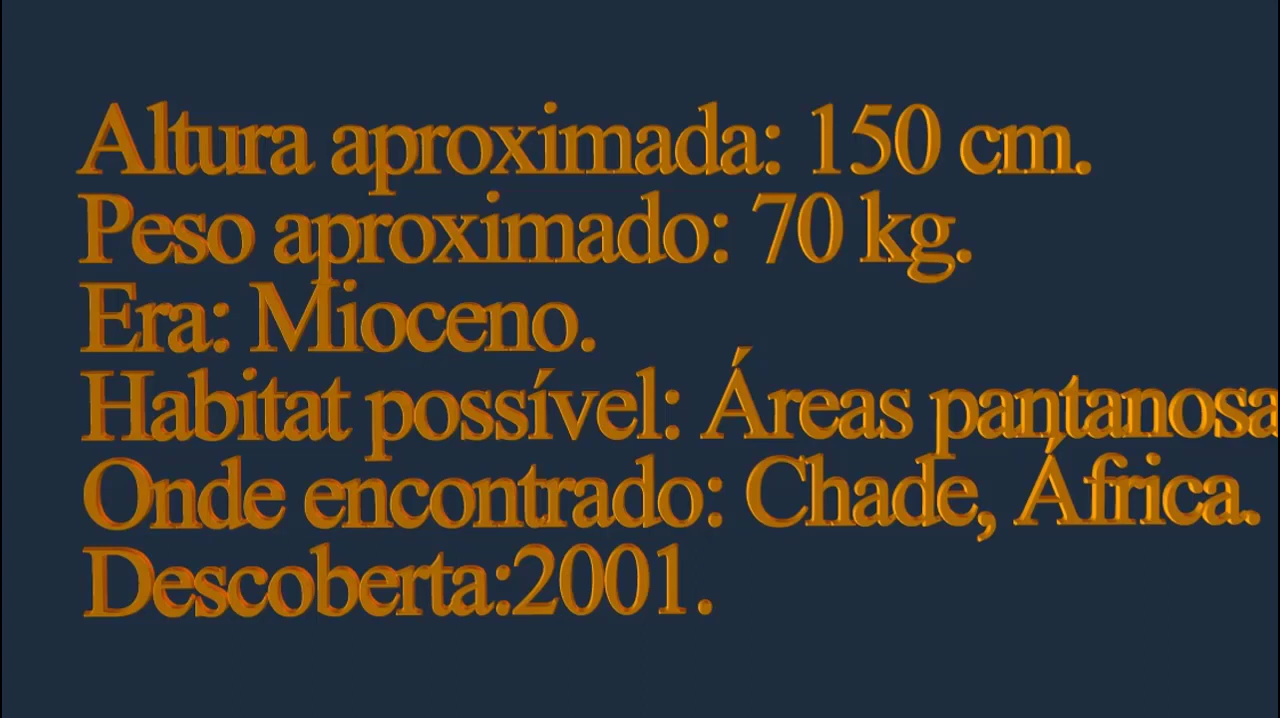 Altura aproximada: 150 cm.
Peso aproximado: 70 kg.
Era: Mioceno.
Habitat possível: Áreas pantanosa
Onde encontrado: Chade, África.
Descoberta:2001.